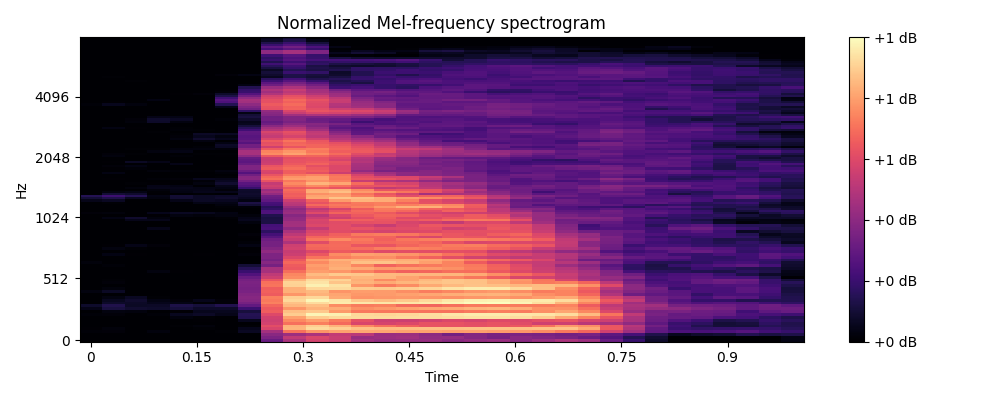 Normalized Mel-frequency spectrogram
Hz
4096
2048
1024
512
0
0 0.15 0.3 0.45 0.6 0.75 0.9
Time
+1 dB
+1 dB
+1 dB
+0 dB
+0 dB
+0 dB